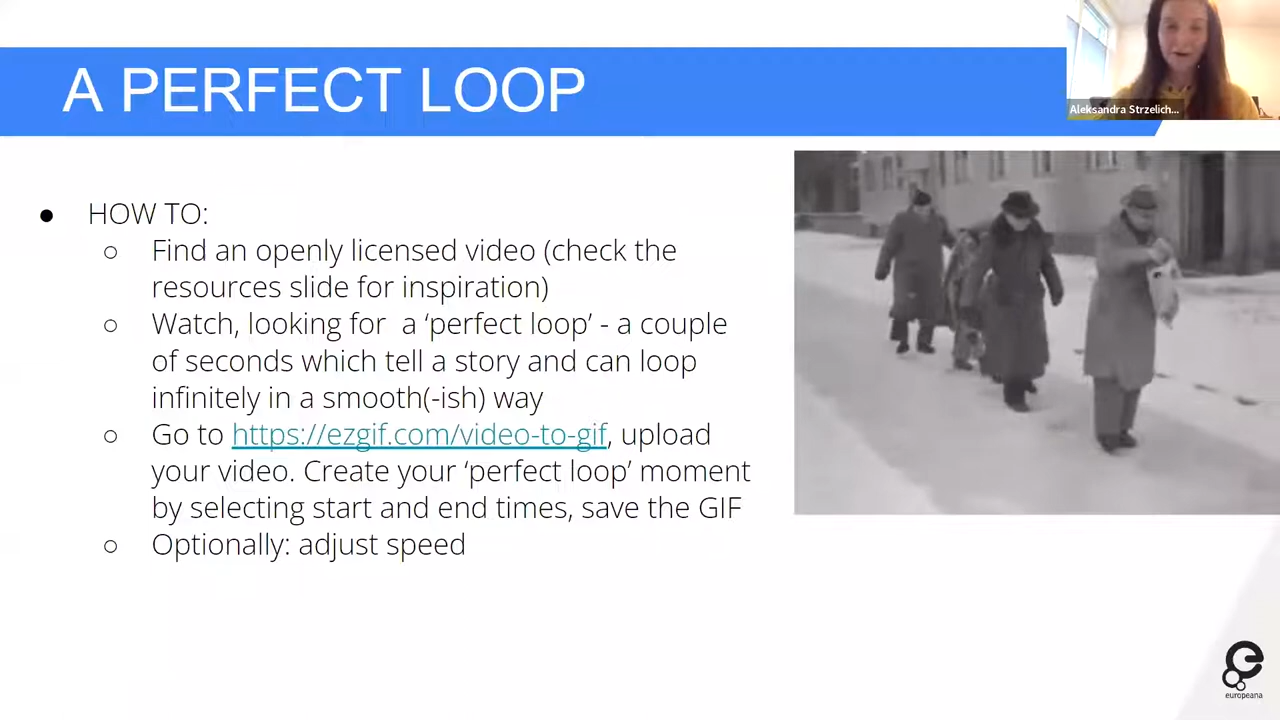 A PERFECT LOOP
Aleksandra Strzelich...
● HOW TO:
○ Find an openly licensed video (check the
resources slide for inspiration)
○ Watch, looking for a ‘perfect loop’ - a couple
of seconds which tell a story and can loop
infinitely in a smooth(-ish) way
○ Go to https://ezgif.com/video-to-gif, upload
your video. Create your ‘perfect loop’ moment
by selecting start and end times, save the GIF
○ Optionally: adjust speed
europeana